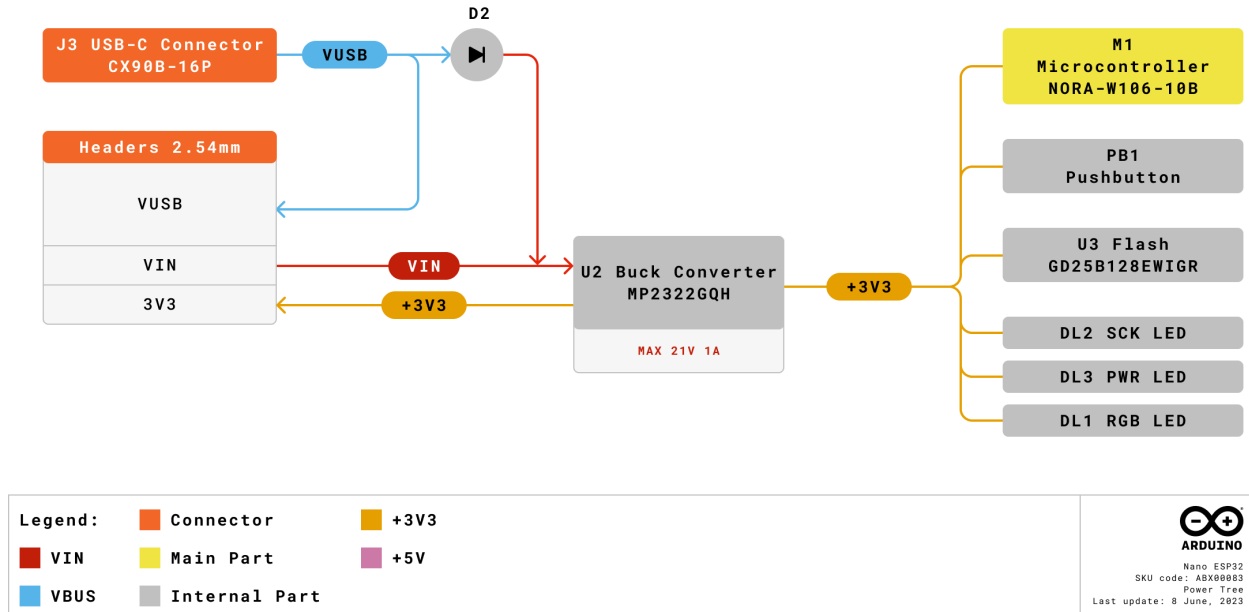 D2
J3 USB-C Connector
CX90B-16P
VUSB
M1
Microcontroller
NORA-W106-10B
Headers 2.54mm
VUSB
VIN
3V3
VIN
+3V3
U2 Buck Converter
MP2322GQH
MAX 21V 1A
+3V3
PB1
Pushbutton
U3 Flash
GD25B128EWIGR
DL2 SCK LED
DL3 PWR LED
DL1 RGB LED
Legend:
Connector
+3V3
VIN
Main Part
+5V
VBUS
Internal Part
ARDUINO
Nano ESP32
SKU code: ABX00083
Power Tree
Last update: 8 June, 2023